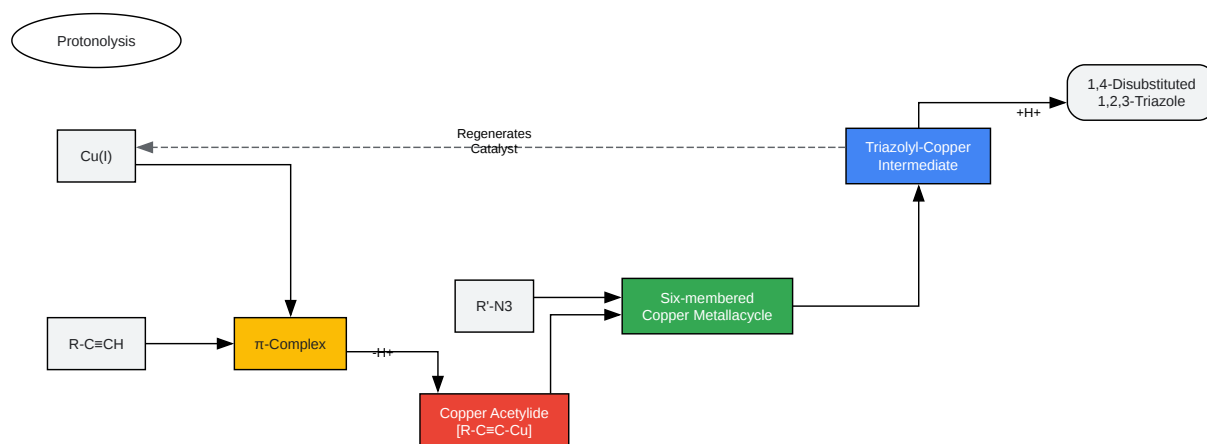 Protonolysis
1,4-Disubstituted
1,2,3-Triazole
+H+
Regenerates
Catalyst
Cu(I)
Triazolyl-Copper
Intermediate
R'-N3
Six-membered
Copper Metallacycle
R-C≡CH
π-Complex
-H+
Copper Acetylide
[R-C≡C-Cu]